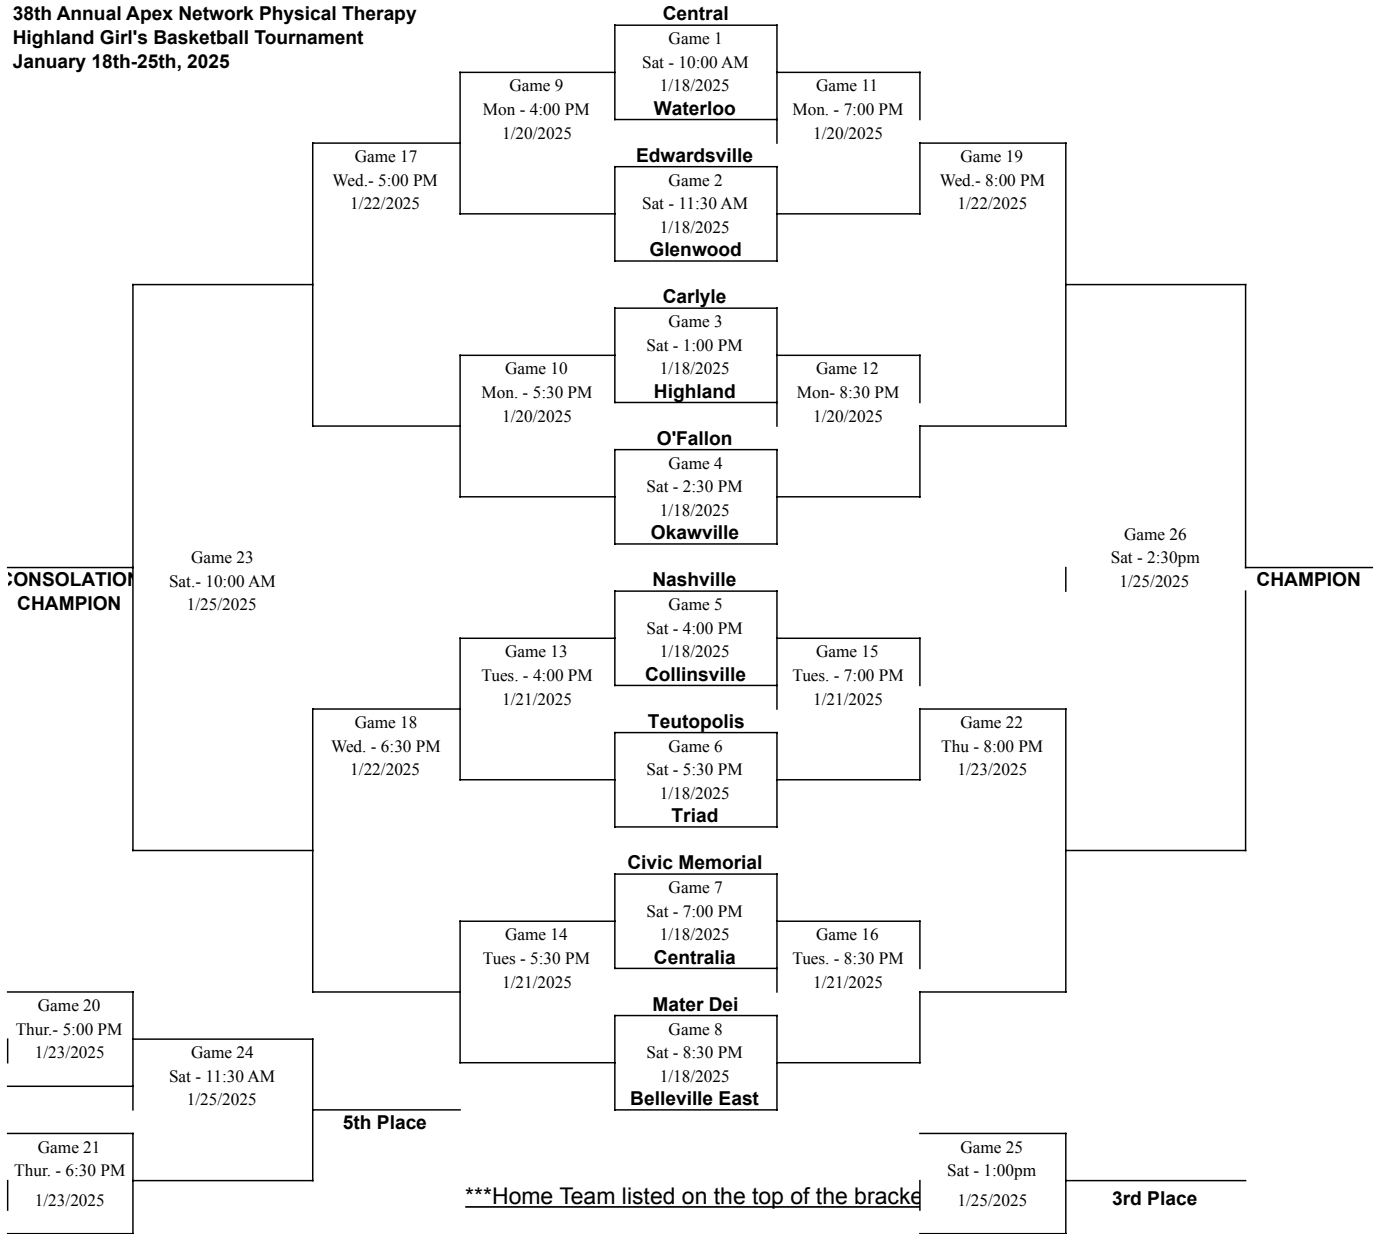 38th Annual Apex Network Physical Therapy
Highland Girl's Basketball Tournament
January 18th-25th, 2025
Central
Game 1
Sat - 10:00 AM
1/18/2025
Waterloo
Game 9
Mon - 4:00 PM
1/20/2025
Game 11
Mon. - 7:00 PM
1/20/2025
Edwardsville
Game 2
Sat - 11:30 AM
1/18/2025
Glenwood
Game 17
Wed.- 5:00 PM
1/22/2025
Game 19
Wed.- 8:00 PM
1/22/2025
Carlyle
Game 3
Sat - 1:00 PM
1/18/2025
Highland
Game 10
Mon. - 5:30 PM
1/20/2025
Game 12
Mon- 8:30 PM
1/20/2025
O'Fallon
Game 4
Sat - 2:30 PM
1/18/2025
Okawville
Game 23
Sat.- 10:00 AM
1/25/2025
CONSOLATION
CHAMPION
Game 26
Sat - 2:30pm
1/25/2025
CHAMPION
Nashville
Game 5
Sat - 4:00 PM
1/18/2025
Collinsville
Game 13
Tues. - 4:00 PM
1/21/2025
Game 15
Tues. - 7:00 PM
1/21/2025
Teutopolis
Game 6
Sat - 5:30 PM
1/18/2025
Triad
Game 18
Wed. - 6:30 PM
1/22/2025
Game 22
Thu - 8:00 PM
1/23/2025
Civic Memorial
Game 7
Sat - 7:00 PM
1/18/2025
Centralia
Game 14
Tues - 5:30 PM
1/21/2025
Game 16
Tues. - 8:30 PM
1/21/2025
Mater Dei
Game 8
Sat - 8:30 PM
1/18/2025
Belleville East
Game 20
Thur.- 5:00 PM
1/23/2025
Game 24
Sat - 11:30 AM
1/25/2025
5th Place
Game 21
Thur. - 6:30 PM
1/23/2025
***Home Team listed on the top of the bracke
Game 25
Sat - 1:00pm
1/25/2025
3rd Place